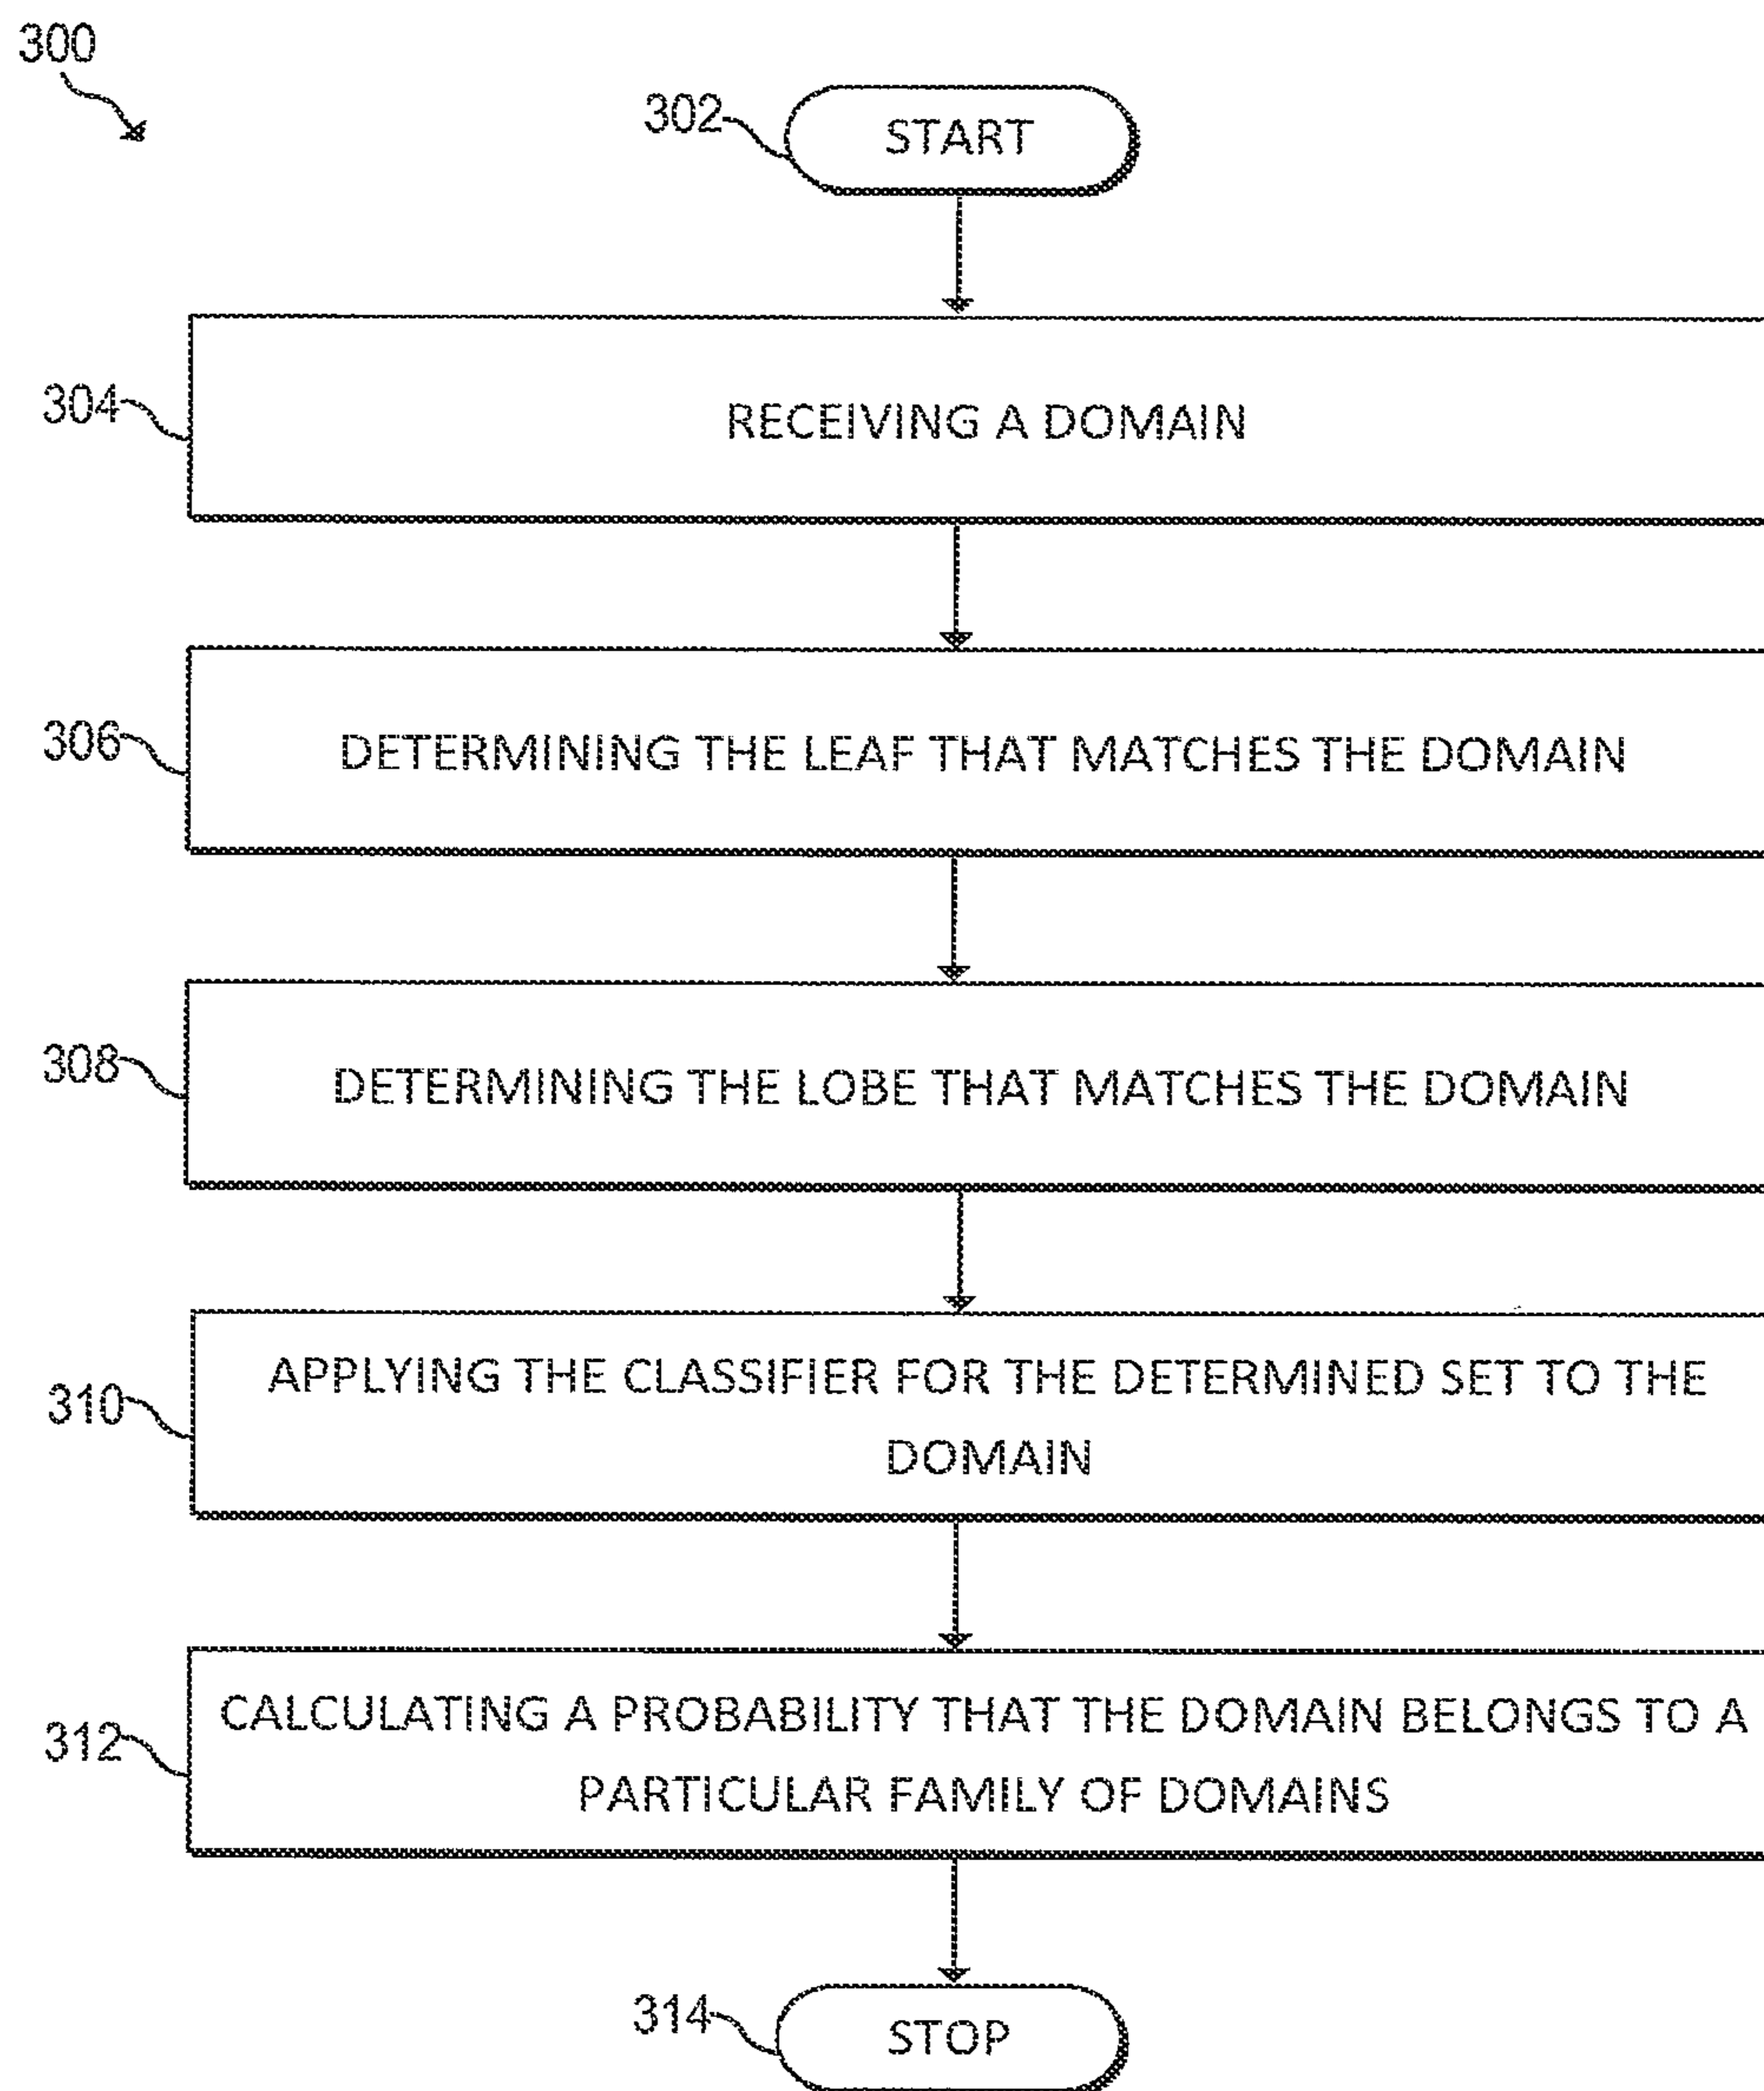 300
302
START
304
RECEIVING A DOMAIN
306
DETERMINING THE LEAF THAT MATCHES THE DOMAIN
308
DETERMINING THE LOBE THAT MATCHES THE DOMAIN
310
APPLYING THE CLASSIFIER FOR THE DETERMINED SET TO THE
DOMAIN
312
CALCULATING A PROBABILITY THAT THE DOMAIN BELONGS TO A
PARTICULAR FAMILY OF DOMAINS
314
STOP